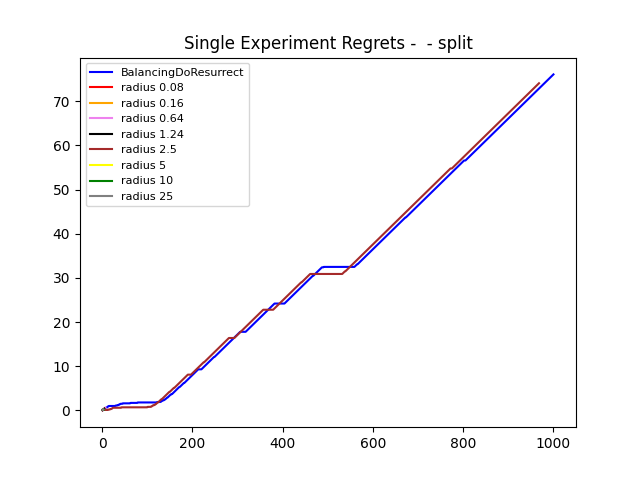 Single Experiment Regrets -  - split
BalancingDoResurrect
radius 0.08
radius 0.16
radius 0.64
radius 1.24
radius 2.5
radius 5
radius 10
radius 25
70
60
50
40
30
20
10
0
0 200 400 600 800 1000